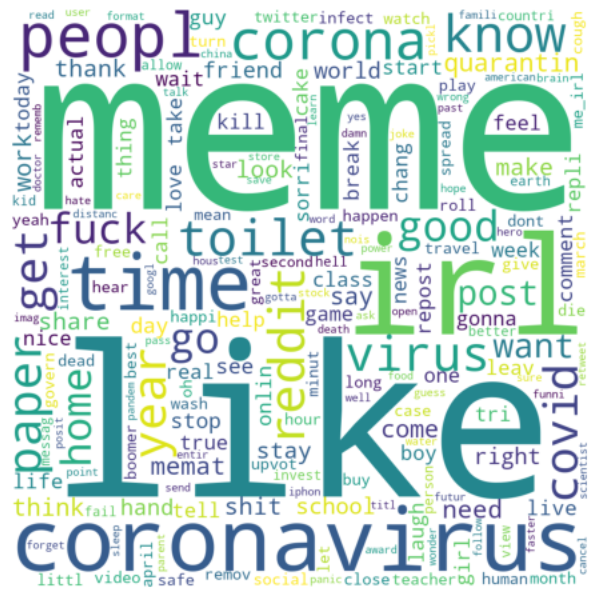 read
user
format
infect
twitter
famili
countri
cough
peopl
guy
corona
know
turn
china
allow
watch
pickl
quarantin
thank
wait
friend
world
start
american
brain
meme
talk
learn
play
wrong
me_irl
work
today
rememb
doctor
actual
thing
take
love
kill
star
look
final
cake
sorri
yes
damn
break
joke
chang
past
spread
feel
make
repli
hate
store
save
hope
earth
kid
care
roll
yeah
distanc
mean
word
happen
dont
hero
fuck
toilet
good
get
interest
free
call
hear
time
nois
power
travel
week
give
march
comment
irl
googl
hous
test
second
hell
class
news
repost
post
great
gotta
stock
say
open
gonna
die
imag
nice
share
day
pass
happi
help
game
death
ask
better
retweet
paper
messag
govern
dead
home
year
best
go
real
see
reddit
minut
virus
want
long
food
one
leav
sure
funni
covid
posit
pandem
boomer
oh
wash
onlin
hour
well
guess
case
tri
like
stop
true
entir
stay
water
come
boy
right
life
point
memat
upvot
invest
iphon
buy
person
futur
scientist
send
titl
think
fail
hand
tell
shit
school
laugh
need
live
wonder
follow
girl
view
faster
cancel
coronavirus
forget
sleep
parent
award
let
littl
video
april
safe
remov
social
panic
close
teacher
human
month